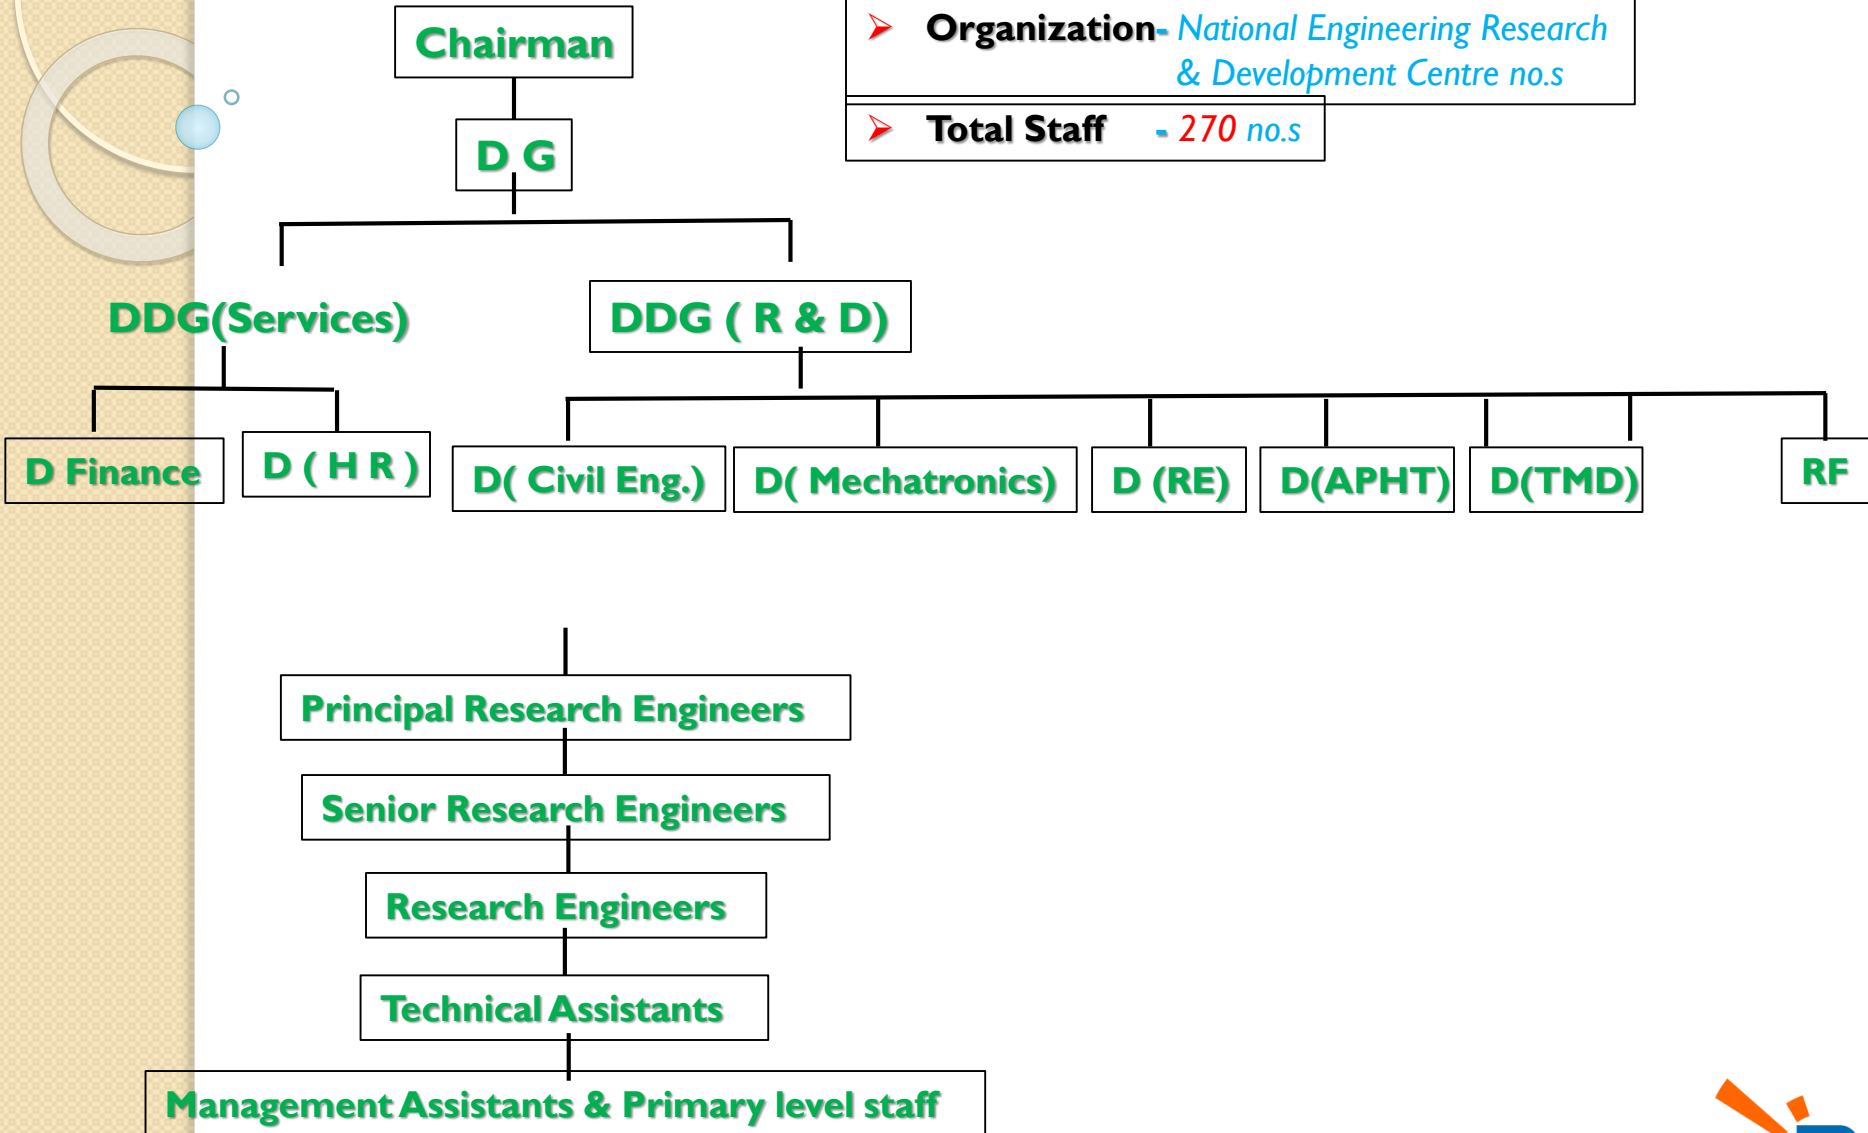 Chairman
➢ Organization- National Engineering Research
& Development Centre no.s
➢ Total Staff - 270 no.s
D G
DDG(Services)
DDG ( R & D)
D Finance
D ( H R )
D( Civil Eng.)
D( Mechatronics)
D (RE)
D(APHT)
D(TMD)
RF
Principal Research Engineers
Senior Research Engineers
Research Engineers
Technical Assistants
Management Assistants & Primary level staff